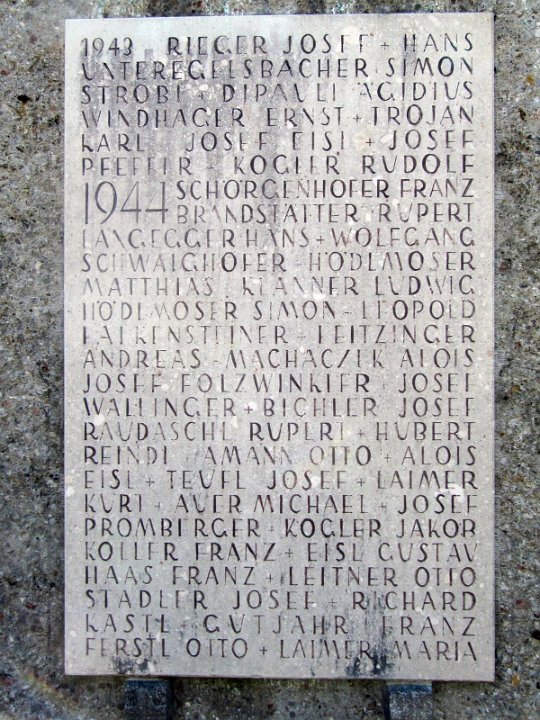 1943 RIEGER JOSEF + HANS
UNTEREGELSBACHER + SIMON
STROBL + DIPAULI ÄGIDIUS
WINDHAGER ERNST + TROJAN
KARL + JOSEF EISL + JOSEF
PFEFFER + KOGLER RUDOLF
1944 SCHÖRGENHOFER FRANZ
BRANDSTÄTTER RUPERT
LANGEGGER HANS + WOLFGANG
SCHWAIGHOFER + HÖDLMOSER
MATTHIAS + KLANNER LUDWIG
HÖDLMOSER SIMON + LEOPOLD
FALKENSTEINER + LEITZINGER
ANDREAS + MACHACZEK ALOIS
JOSEF FOLZWINKLER + JOSEF
WALLINGER + BICHLER JOSEF
RAUDASCHL RUPERT + HUBERT
REINDL + AMANN OTTO + ALOIS
EISL + TEUFL JOSEF + LAIMER
KURT + AUER MICHAEL + JOSEF
PROMBERGER + KOGLER JAKOB
KOLLER FRANZ + EISL GUSTAV
HAAS FRANZ + LEITNER OTTO
STADLER JOSEF + RICHARD
KASTL + GUTJAHR FRANZ
FERSTL OTTO + LAIMER MARIA